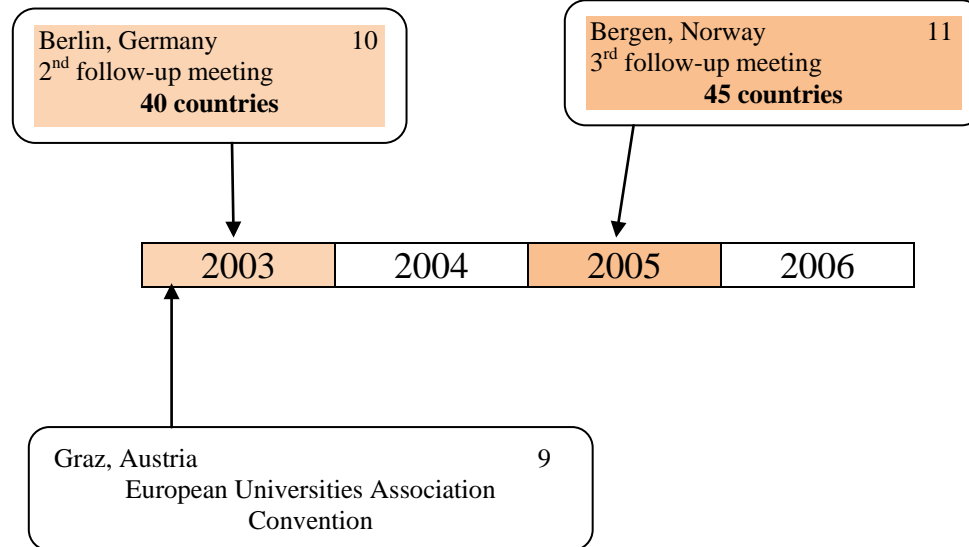 Berlin, Germany 10
2nd follow-up meeting
40 countries
Bergen, Norway 11
3rd follow-up meeting
45 countries
2003 2004 2005 2006
Graz, Austria 9
European Universities Association
Convention